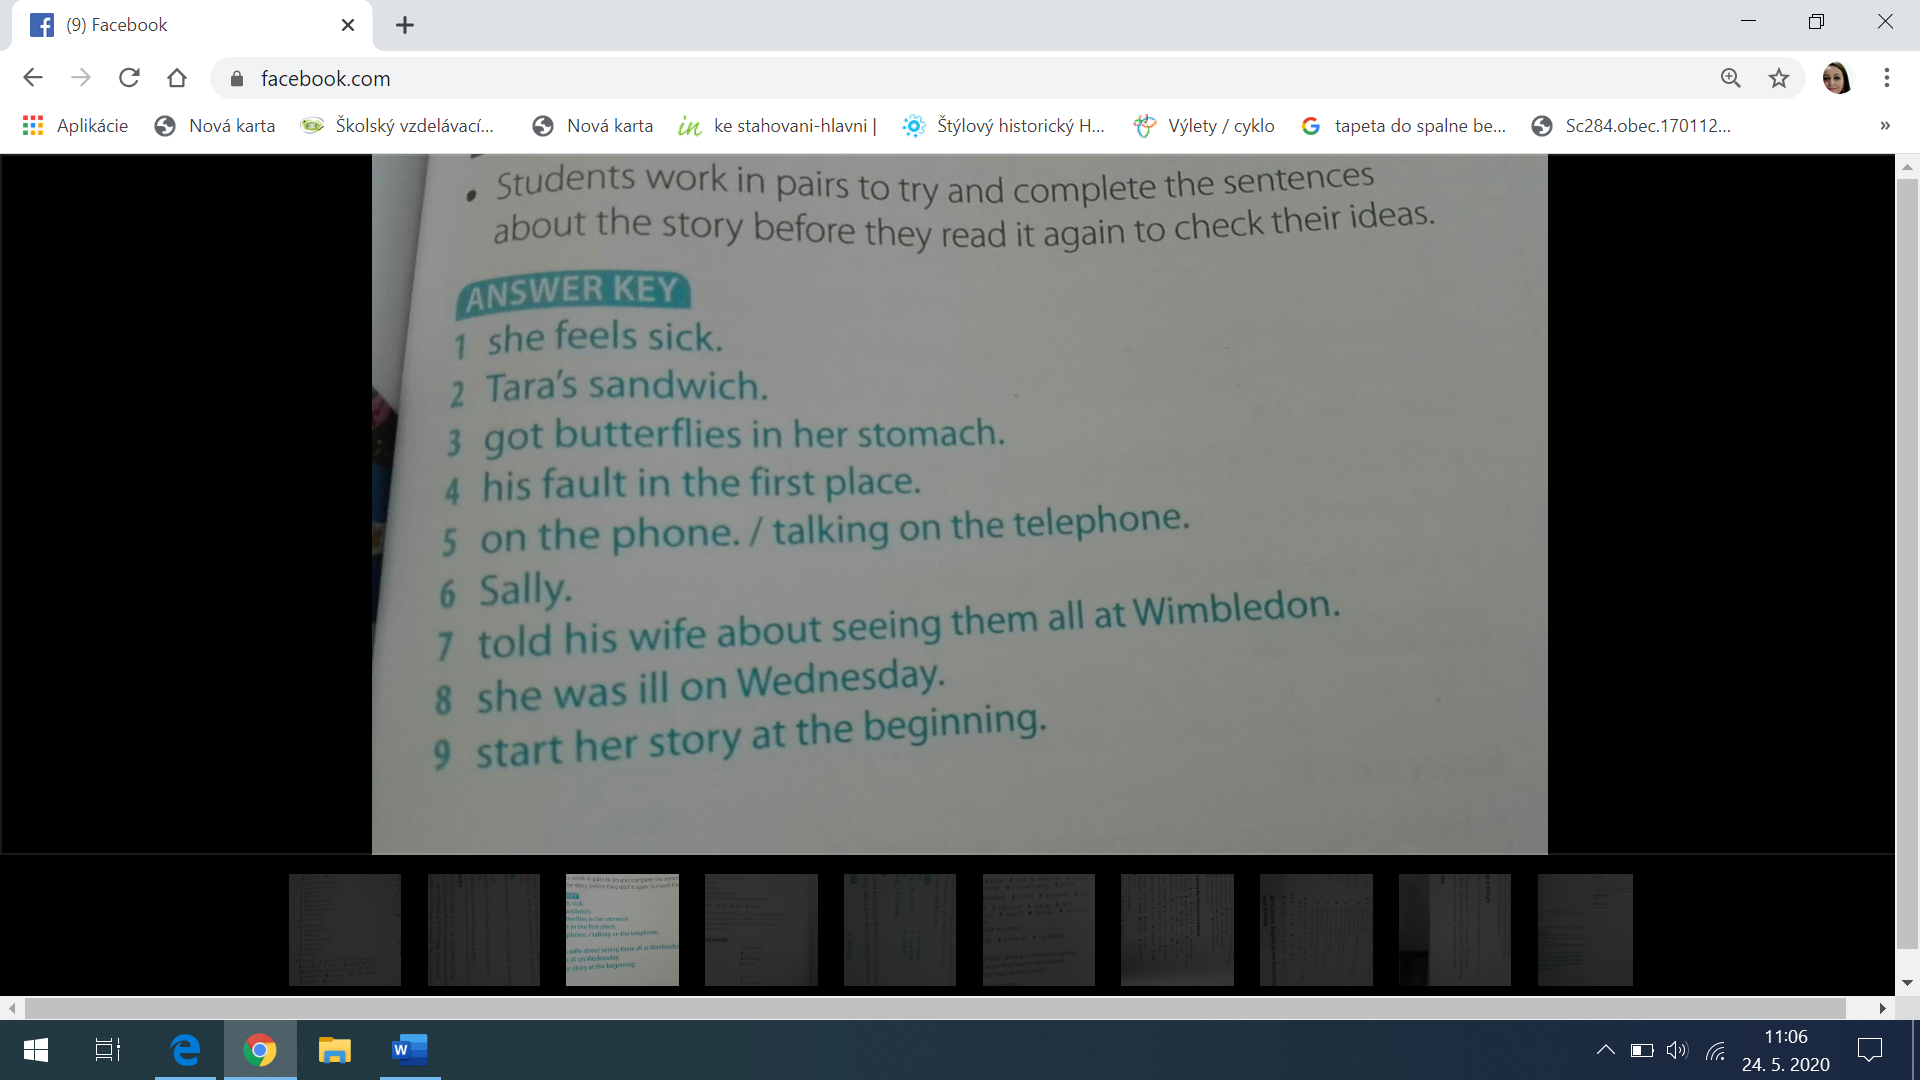 (9) Facebook
facebook.com
Aplikácie
Nová karta
Školský vzdelávací...
Nová karta
in ke stahovani-hlavni |
Štýlový historický H...
Výlety / cyklo
tapeta do spalne be...
Sc284.obec.170112...
»
• Students work in pairs to try and complete the sentences
about the story before they read it again to check their ideas.
ANSWER KEY
1 she feels sick.
2 Tara's sandwich.
3 got butterflies in her stomach.
4 his fault in the first place.
5 on the phone. / talking on the telephone.
6 Sally.
7 told his wife about seeing them all at Wimbledon.
8 she was ill on Wednesday.
9 start her story at the beginning.
W
11:06
24. 5. 2020